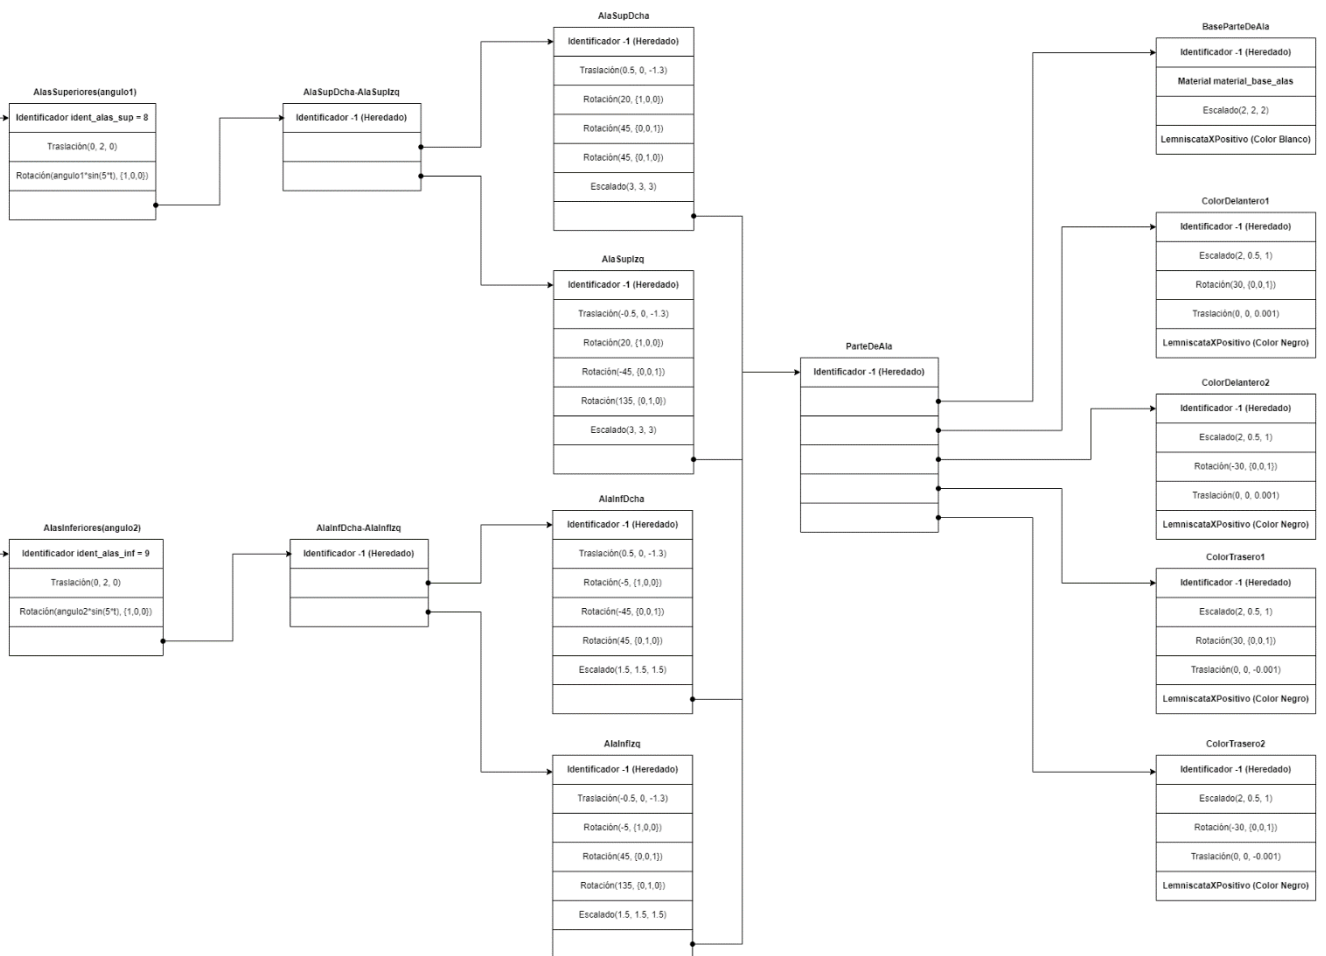 AlasSuperiores(angulo1)
Identificador ident_alas_sup = 8
Traslación(0, 2, 0)
Rotación(angulo1*sin(5*t), {1,0,0})
AlasInferiores(angulo2)
Identificador ident_alas_inf = 9
Traslación(0, 2, 0)
Rotación(angulo2*sin(5*t), {1,0,0})
AlaSupDcha-AlaSupIzq
Identificador -1 (Heredado)
AlaInfDcha-AlaInfIzq
Identificador -1 (Heredado)
AlaSupDcha
Identificador -1 (Heredado)
Traslación(0.5, 0, -1.3)
Rotación(20, {1,0,0})
Rotación(45, {0,0,1})
Rotación(45, {0,1,0})
Escalado(3, 3, 3)
AlaSupIzq
Identificador -1 (Heredado)
Traslación(-0.5, 0, -1.3)
Rotación(20, {1,0,0})
Rotación(-45, {0,0,1})
Rotación(135, {0,1,0})
Escalado(3, 3, 3)
AlaInfDcha
Identificador -1 (Heredado)
Traslación(0.5, 0, -1.3)
Rotación(-5, {1,0,0})
Rotación(-45, {0,0,1})
Rotación(45, {0,1,0})
Escalado(1.5, 1.5, 1.5)
AlaInfIzq
Identificador -1 (Heredado)
Traslación(-0.5, 0, -1.3)
Rotación(-5, {1,0,0})
Rotación(45, {0,0,1})
Rotación(135, {0,1,0})
Escalado(1.5, 1.5, 1.5)
ParteDeAla
Identificador -1 (Heredado)
BaseParteDeAla
Identificador -1 (Heredado)
Material material_base_alas
Escalado(2, 2, 2)
LemniscataXPositivo (Color Blanco)
ColorDelantero1
Identificador -1 (Heredado)
Escalado(2, 0.5, 1)
Rotación(30, {0,0,1})
Traslación(0, 0, 0.001)
LemniscataXPositivo (Color Negro)
ColorDelantero2
Identificador -1 (Heredado)
Escalado(2, 0.5, 1)
Rotación(-30, {0,0,1})
Traslación(0, 0, 0.001)
LemniscataXPositivo (Color Negro)
ColorTrasero1
Identificador -1 (Heredado)
Escalado(2, 0.5, 1)
Rotación(30, {0,0,1})
Traslación(0, 0, -0.001)
LemniscataXPositivo (Color Negro)
ColorTrasero2
Identificador -1 (Heredado)
Escalado(2, 0.5, 1)
Rotación(-30, {0,0,1})
Traslación(0, 0, -0.001)
LemniscataXPositivo (Color Negro)